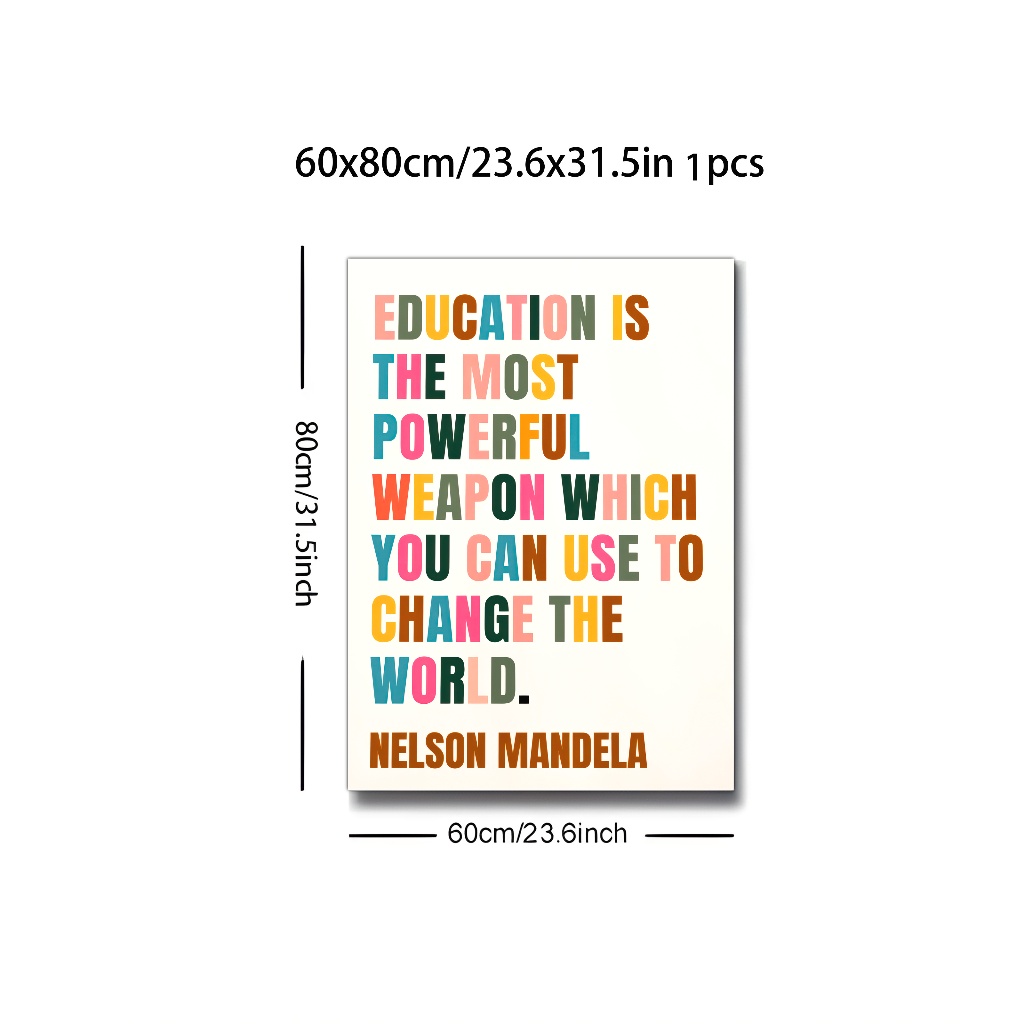 60x80cm/23.6x31.5in 1pcs
80cm/31.5inch
EDUCATION IS
THE MOST
POWERFUL
WEAPON WHICH
YOU CAN USE TO
CHANGE THE
WORLD.
NELSON MANDELA
60cm/23.6inch